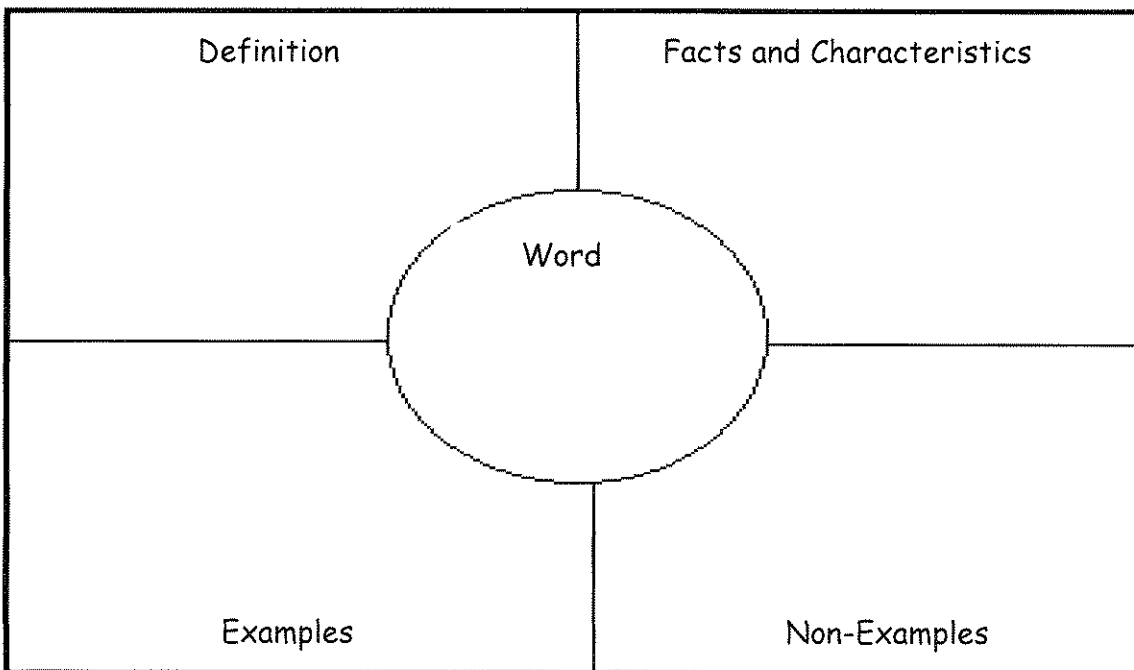 Definition
Facts and Characteristics
Word
Examples
Non-Examples